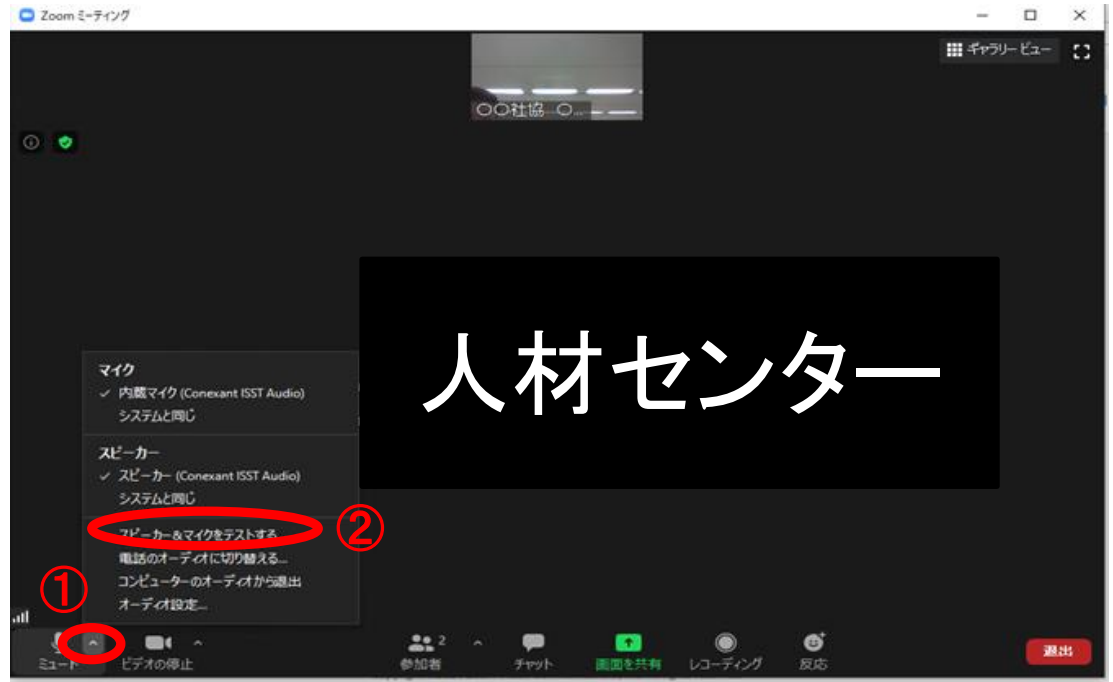 Zoom ミーティング
ギャラリー ビュー
〇〇社協 〇...
人材センター
マイク
✓ 内蔵マイク (Conexant ISST Audio)
システムと同じ
スピーカー
✓ スピーカー (Conexant ISST Audio)
システムと同じ
スピーカー&マイクをテストする
②
電話のオーディオに切り替える...
コンピューターのオーディオから退出
①
オーディオ設定...
ミュート
ビデオの停止
参加者
2
チャット
画面を共有
レコーディング
反応
退出